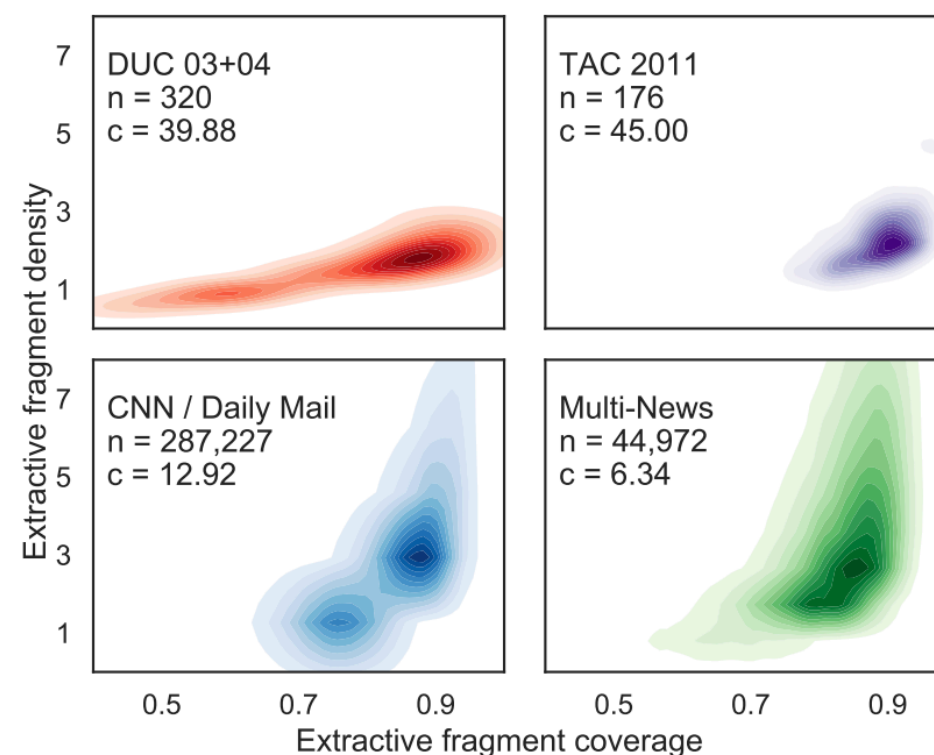 DUC 03+04
n = 320
c = 39.88
TAC 2011
n = 176
c = 45.00
7
5
3
1
Extractive fragment density
CNN / Daily Mail
n = 287,227
c = 12.92
Multi-News
n = 44,972
c = 6.34
7
5
3
1
0.5 0.7 0.9
0.5 0.7 0.9
Extractive fragment coverage